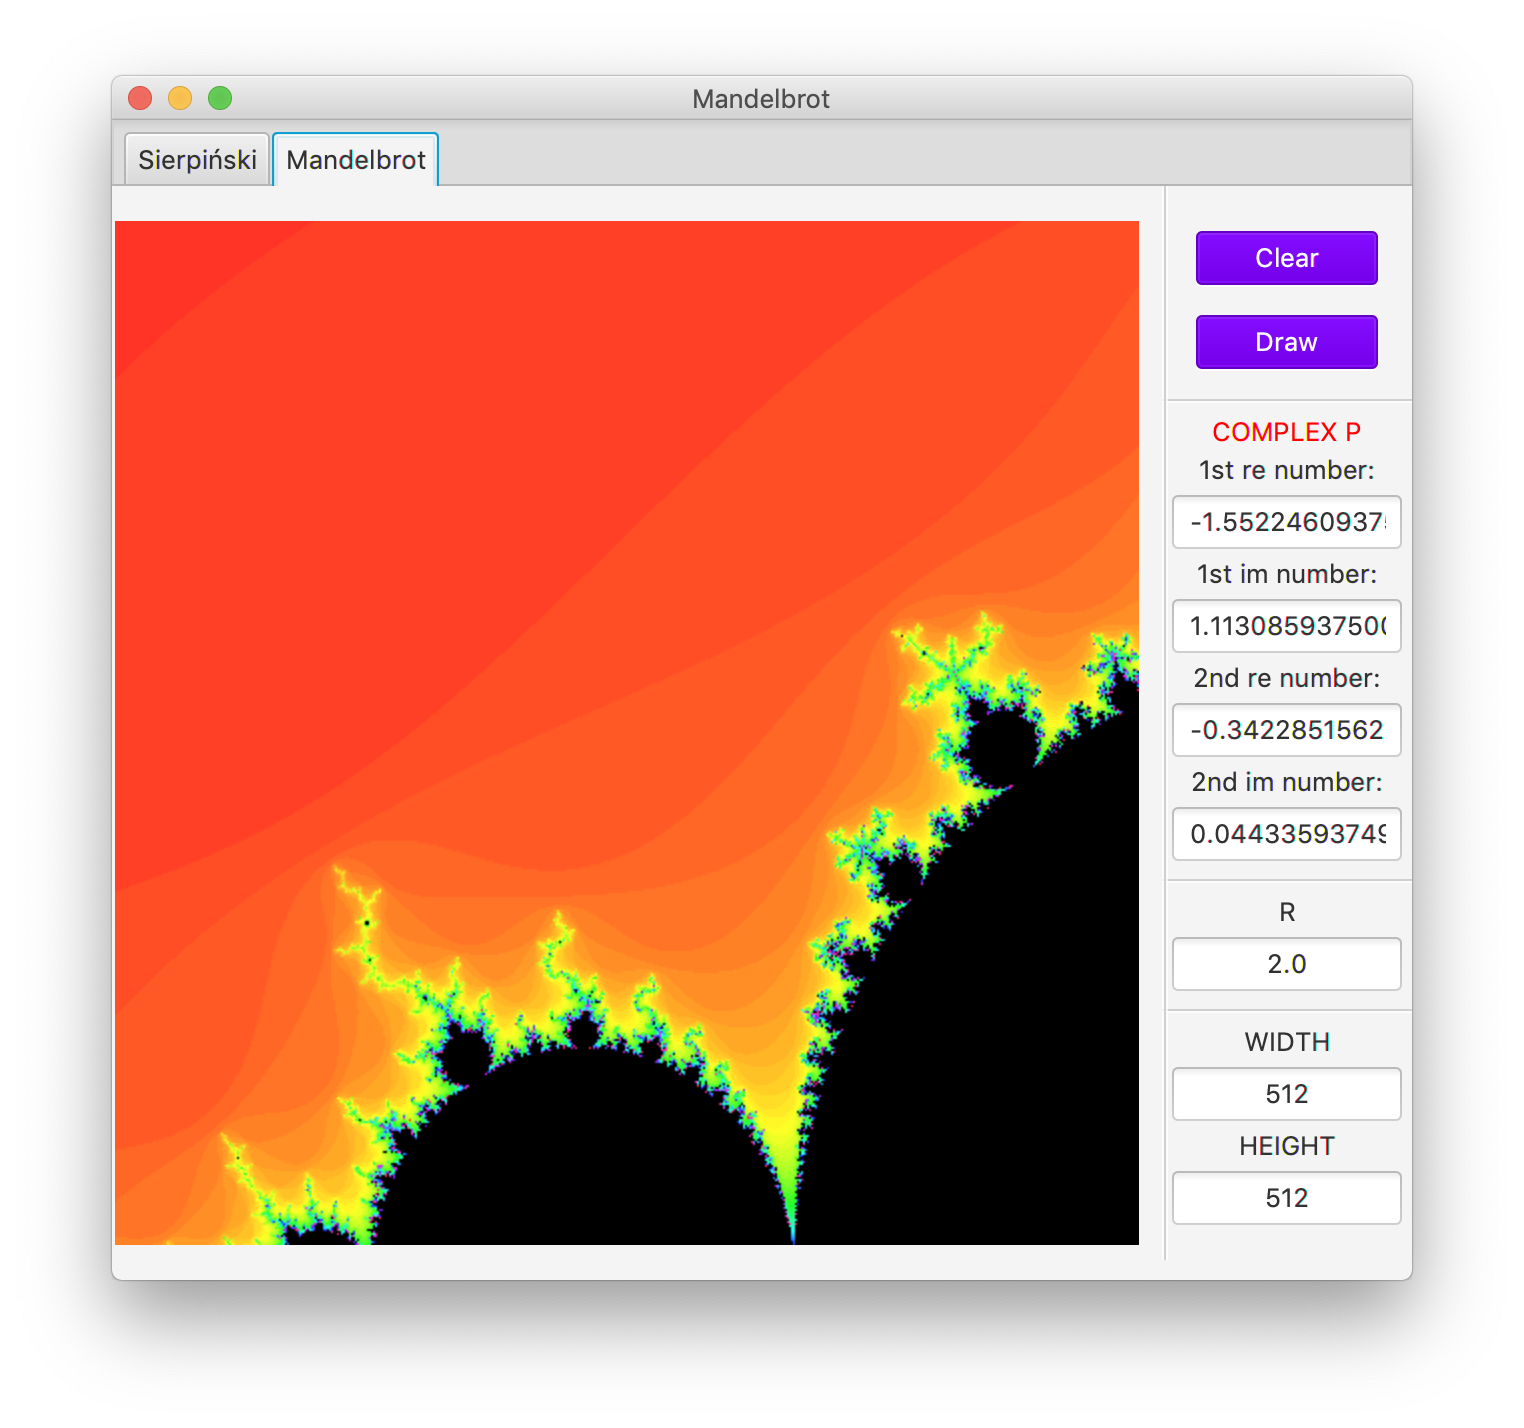 Mandelbrot
Sierpiński
Mandelbrot
Clear
Draw
COMPLEX P
1st re number:
-1.5522460937
1st im number:
1.11308593750
2nd re number:
-0.3422851562
2nd im number:
0.0443359374
R
2.0
WIDTH
512
HEIGHT
512